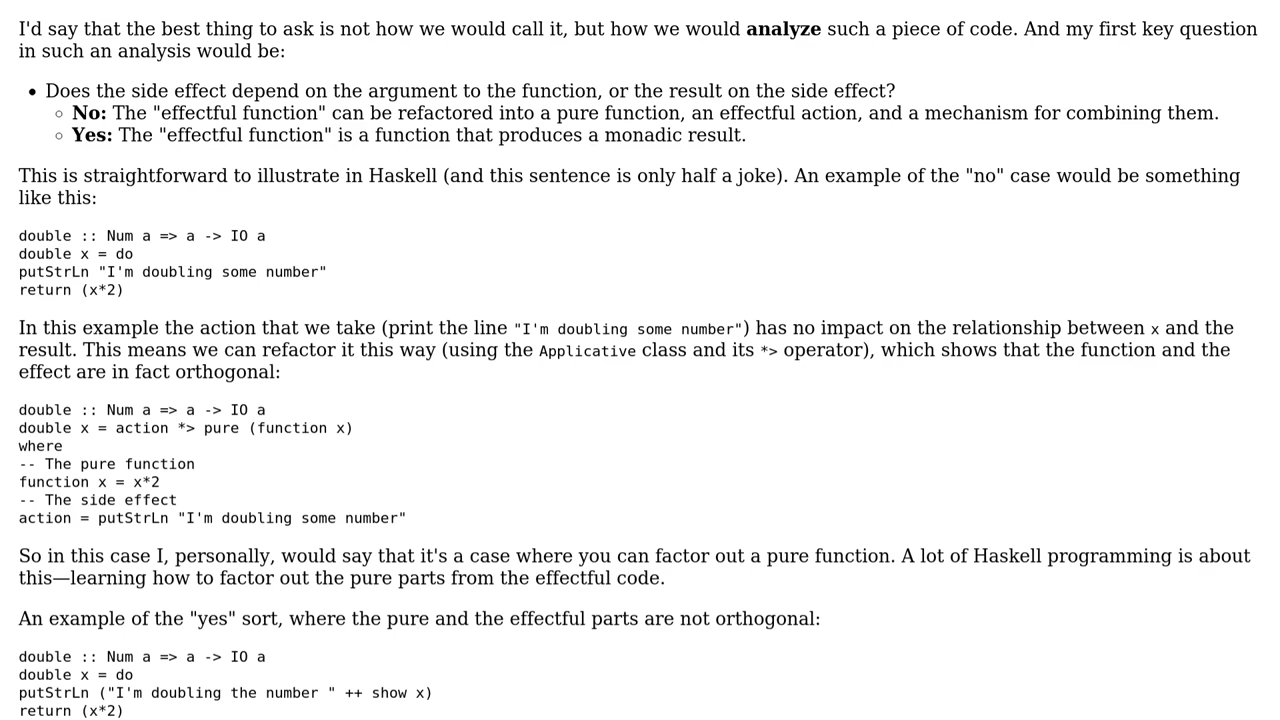 I'd say that the best thing to ask is not how we would call it, but how we would analyze such a piece of code. And my first key question
in such an analysis would be:
• Does the side effect depend on the argument to the function, or the result on the side effect?
◦ No: The "effectful function" can be refactored into a pure function, an effectful action, and a mechanism for combining them.
◦ Yes: The "effectful function" is a function that produces a monadic result.
This is straightforward to illustrate in Haskell (and this sentence is only half a joke). An example of the "no" case would be something
like this:
double :: Num a => a -> IO a
double x = do
putStrLn "I'm doubling some number"
return (x*2)
In this example the action that we take (print the line "I'm doubling some number") has no impact on the relationship between x and the
result. This means we can refactor it this way (using the Applicative class and its *> operator), which shows that the function and the
effect are in fact orthogonal:
double :: Num a => a -> IO a
double x = action *> pure (function x)
where
-- The pure function
function x = x*2
-- The side effect
action = putStrLn "I'm doubling some number"
So in this case I, personally, would say that it's a case where you can factor out a pure function. A lot of Haskell programming is about
this—learning how to factor out the pure parts from the effectful code.
An example of the "yes" sort, where the pure and the effectful parts are not orthogonal:
double :: Num a => a -> IO a
double x = do
putStrLn ("I'm doubling the number " ++ show x)
return (x*2)